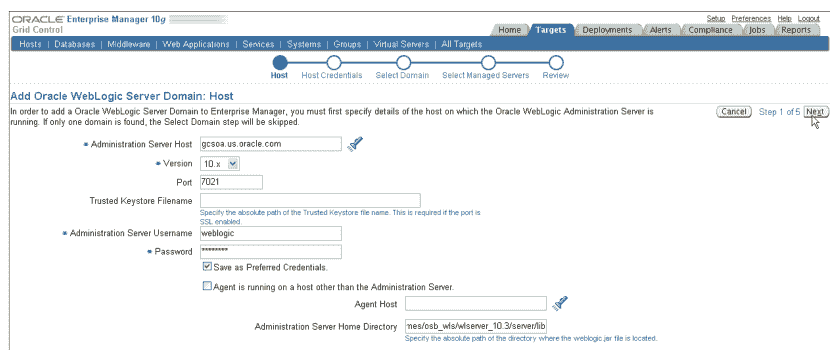 ORACLE Enterprise Manager 10g
Grid Control
Setup Preferences Help Logout
Home Targets Deployments Alerts Compliance Jobs Reports
Hosts | Databases | Middleware | Web Applications | Services | Systems | Groups | Virtual Servers | All Targets
Host Host Credentials Select Domain Select Managed Servers Review
Add Oracle WebLogic Server Domain: Host
In order to add a Oracle WebLogic Server Domain to Enterprise Manager, you must first specify details of the host on which the Oracle WebLogic Administration Server is
running. If only one domain is found, the Select Domain step will be skipped.
Cancel Step 1 of 5 Next
* Administration Server Host gcsoa.us.oracle.com
* Version 10.x
Port 7021
Trusted Keystore Filename
Specify the absolute path of the Trusted Keystore file name. This is required if the port is
SSL enabled
* Administration Server Username weblogic
* Password ********
Save as Preferred Credentials.
Agent is running on a host other than the Administration Server.
Agent Host
Administration Server Home Directory mes/osb_wls/wlserver_10.3/server/lib
Specify the absolute path of the directory where the weblogic.jar file is located.